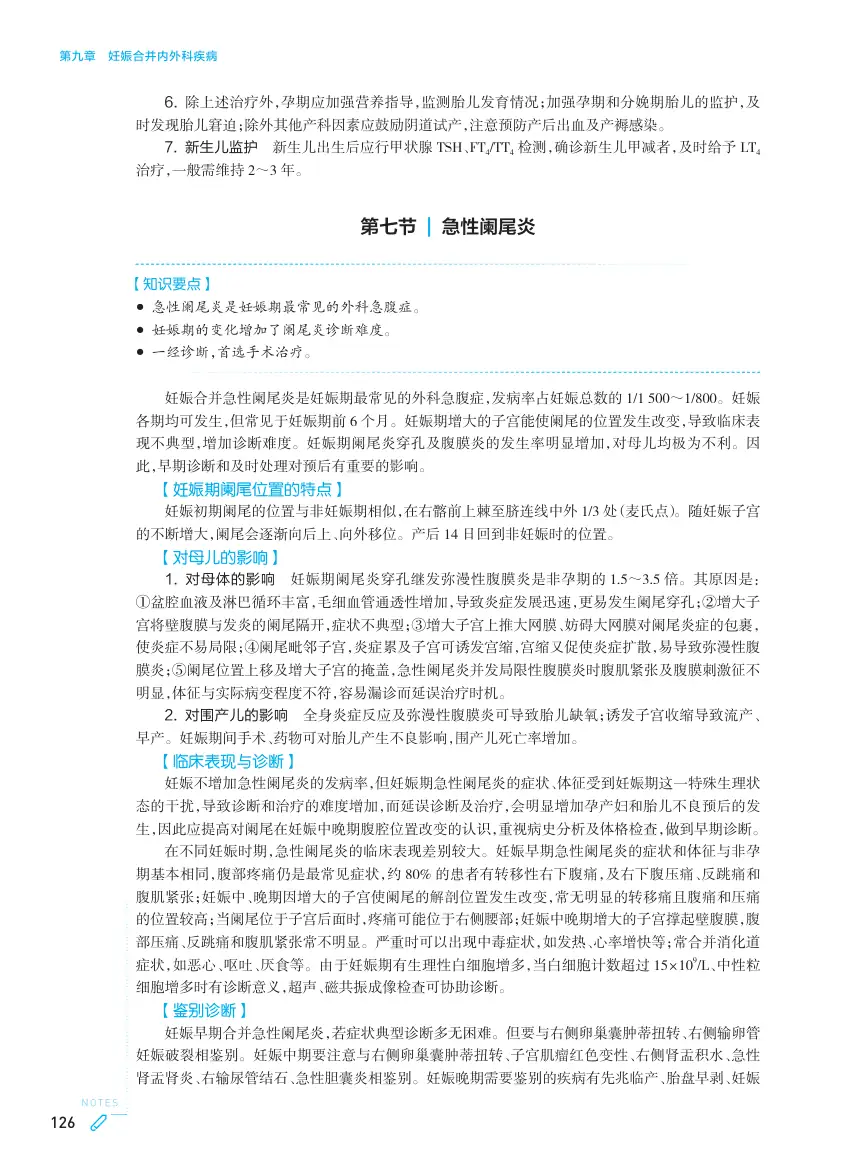 第九章　妊娠合并内外科疾病
6. 除上述治疗外,孕期应加强营养指导,监测胎儿发育情况;加强孕期和分娩期胎儿的监护,及
时发现胎儿窘迫;除外其他产科因素应鼓励阴道试产,注意预防产后出血及产褥感染。
7. 新生儿监护　新生儿出生后应行甲状腺 TSH、FT₄/TT₄ 检测,确诊新生儿甲减者,及时给予 LT₄
治疗,一般需维持 2～3 年。
第七节 | 急性阑尾炎
【知识要点】
● 急性阑尾炎是妊娠期最常见的外科急腹症。
● 妊娠期的变化增加了阑尾炎诊断难度。
● 一经诊断,首选手术治疗。
妊娠合并急性阑尾炎是妊娠期最常见的外科急腹症,发病率占妊娠总数的 1/1 500～1/800。妊娠
各期均可发生,但常见于妊娠期前 6 个月。妊娠期增大的子宫能使阑尾的位置发生改变,导致临床表
现不典型,增加诊断难度。妊娠期阑尾炎穿孔及腹膜炎的发生率明显增加,对母儿均极为不利。因
此,早期诊断和及时处理对预后有重要的影响。
【妊娠期阑尾位置的特点】
妊娠初期阑尾的位置与非妊娠期相似,在右髂前上棘至脐连线中外 1/3 处(麦氏点)。随妊娠子宫
的不断增大,阑尾会逐渐向后上、向外移位。产后 14 日回到非妊娠时的位置。
【对母儿的影响】
1. 对母体的影响　妊娠期阑尾炎穿孔继发弥漫性腹膜炎是非孕期的 1.5～3.5 倍。其原因是:
①盆腔血液及淋巴循环丰富,毛细血管通透性增加,导致炎症发展迅速,更易发生阑尾穿孔;②增大子
宫将壁腹膜与发炎的阑尾隔开,症状不典型;③增大子宫上推大网膜、妨碍大网膜对阑尾炎症的包裹,
使炎症不易局限;④阑尾毗邻子宫,炎症累及子宫可诱发宫缩,宫缩又促使炎症扩散,易导致弥漫性腹
膜炎;⑤阑尾位置上移及增大子宫的掩盖,急性阑尾炎并发局限性腹膜炎时腹肌紧张及腹膜刺激征不
明显,体征与实际病变程度不符,容易漏诊而延误治疗时机。
2. 对围产儿的影响　全身炎症反应及弥漫性腹膜炎可导致胎儿缺氧;诱发子宫收缩导致流产、
早产。妊娠期间手术、药物可对胎儿产生不良影响,围产儿死亡率增加。
【临床表现与诊断】
妊娠不增加急性阑尾炎的发病率,但妊娠期急性阑尾炎的症状、体征受到妊娠期这一特殊生理状
态的干扰,导致诊断和治疗的难度增加,而延误诊断及治疗,会明显增加孕产妇和胎儿不良预后的发
生,因此应提高对阑尾在妊娠中晚期腹腔位置改变的认识,重视病史分析及体格检查,做到早期诊断。
在不同妊娠时期,急性阑尾炎的临床表现差别较大。妊娠早期急性阑尾炎的症状和体征与非孕
期基本相同,腹部疼痛仍是最常见症状,约 80% 的患者有转移性右下腹痛,及右下腹压痛、反跳痛和
腹肌紧张;妊娠中、晚期因增大的子宫使阑尾的解剖位置发生改变,常无明显的转移痛且腹痛和压痛
的位置较高;当阑尾位于子宫后面时,疼痛可能位于右侧腰部;妊娠中晚期增大的子宫撑起壁腹膜,腹
部压痛、反跳痛和腹肌紧张常不明显。严重时可以出现中毒症状,如发热、心率增快等;常合并消化道
症状,如恶心、呕吐、厌食等。由于妊娠期有生理性白细胞增多,当白细胞计数超过 15×10⁹/L、中性粒
细胞增多时有诊断意义,超声、磁共振成像检查可协助诊断。
【鉴别诊断】
妊娠早期合并急性阑尾炎,若症状典型诊断多无困难。但要与右侧卵巢囊肿蒂扭转、右侧输卵管
妊娠破裂相鉴别。妊娠中期要注意与右侧卵巢囊肿蒂扭转、子宫肌瘤红色变性、右侧肾盂积水、急性
肾盂肾炎、右输尿管结石、急性胆囊炎相鉴别。妊娠晚期需要鉴别的疾病有先兆临产、胎盘早剥、妊娠
NOTES
126